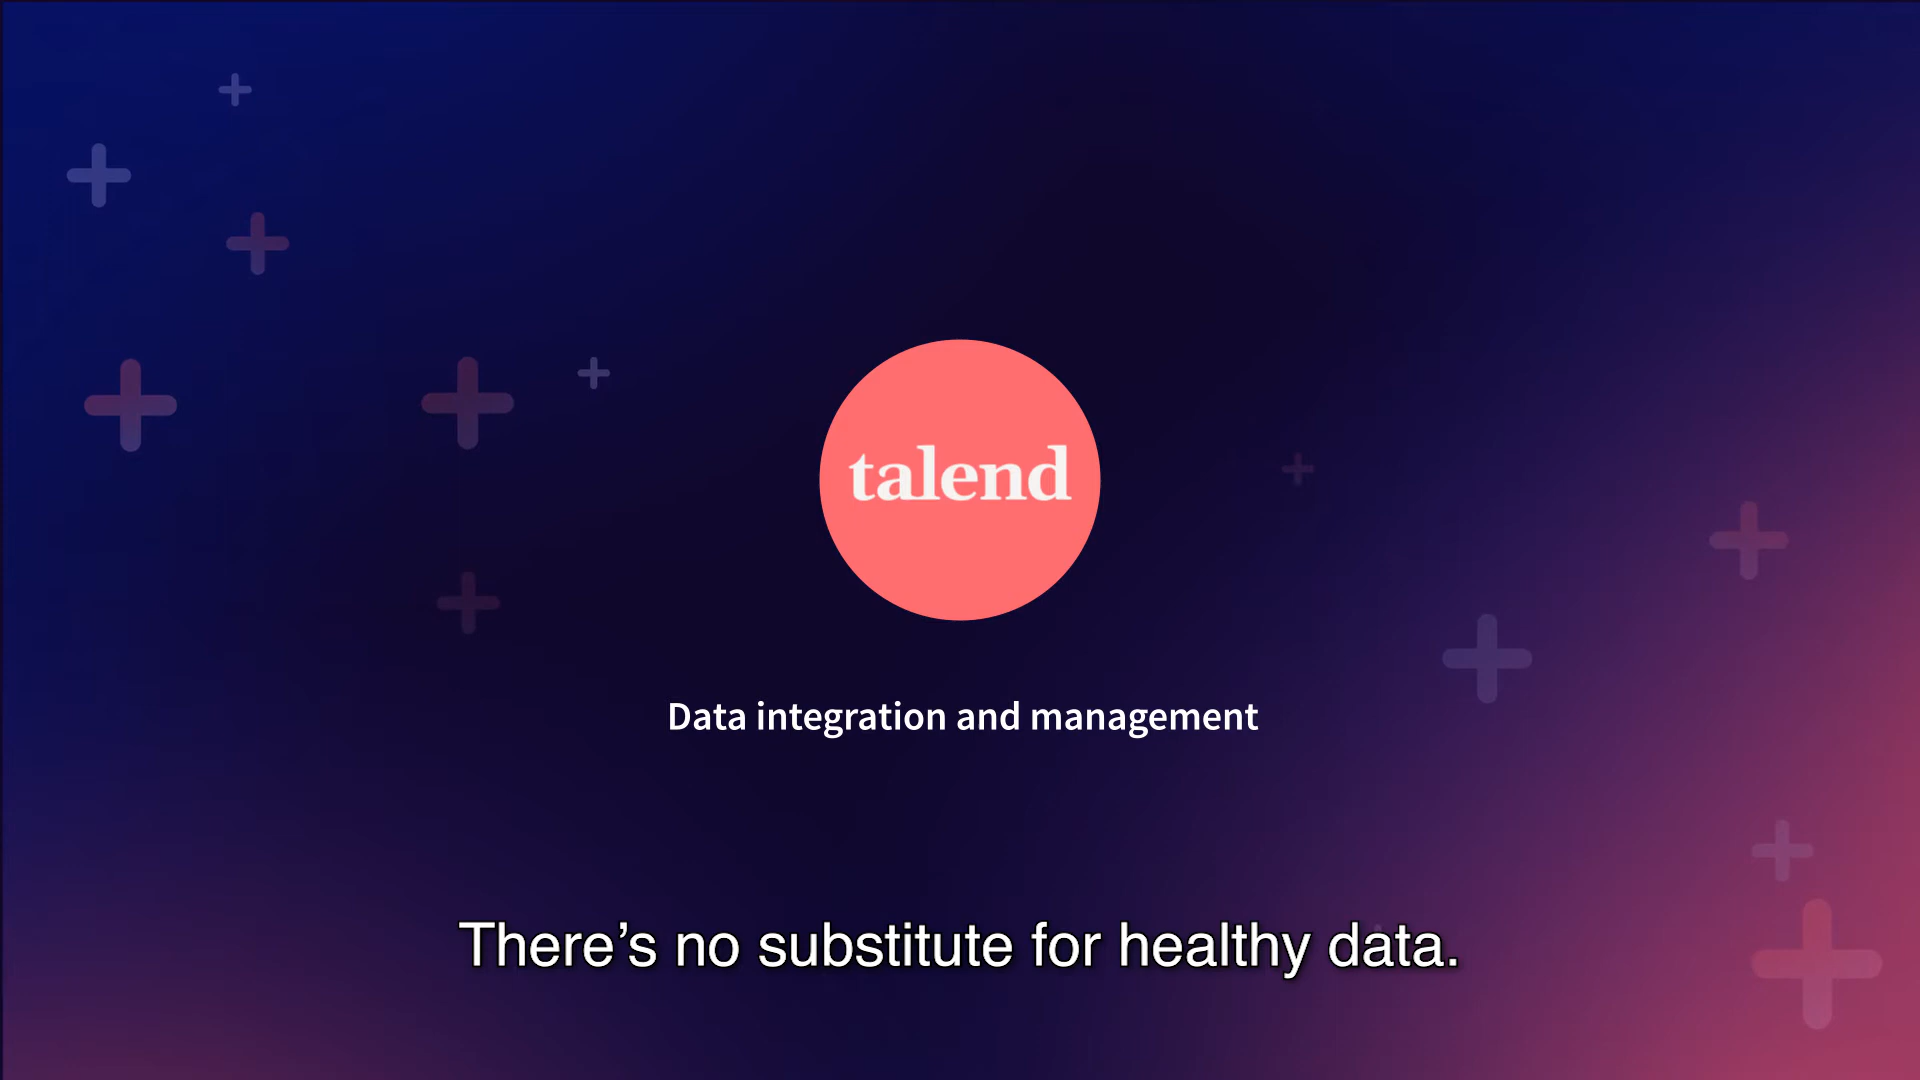 talend
Data integration and management
There’s no substitute for healthy data.